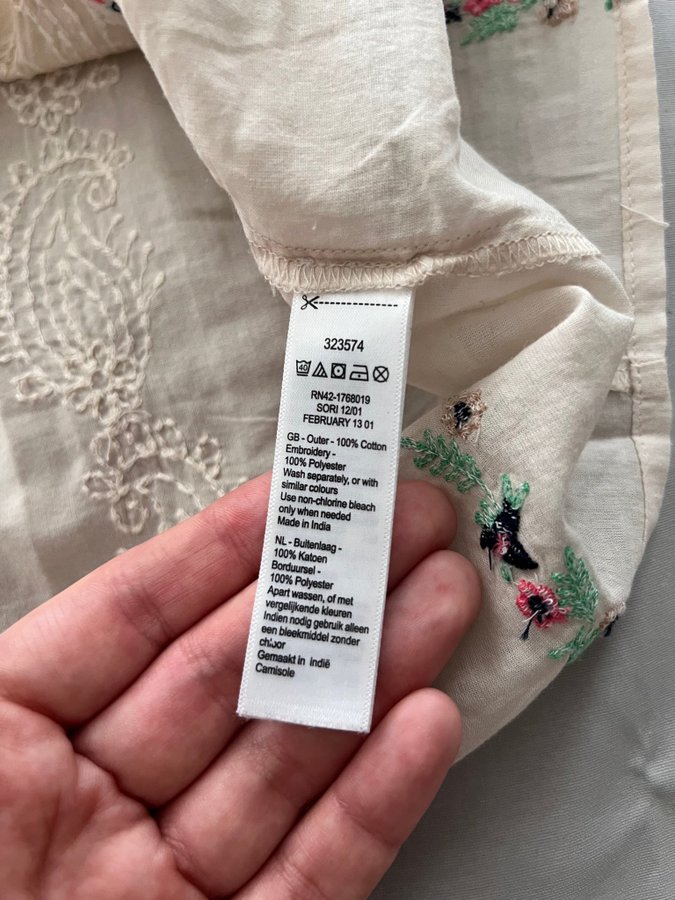 323574
40
RN42-1768019
SORI 12/01
FEBRUARY 13 01
GB - Outer - 100% Cotton
Embroidery -
100% Polyester
Wash separately, or with
similar colours
Use non-chlorine bleach
only when needed
Made in India
NL - Buitenlaag -
100% Katoen
Borduursel -
100% Polyester
Apart wassen, of met
vergelijkende kleuren
Indien nodig gebruik alleen
een bleekmiddel zonder
chloor
Gemaakt in Indië
Camisole